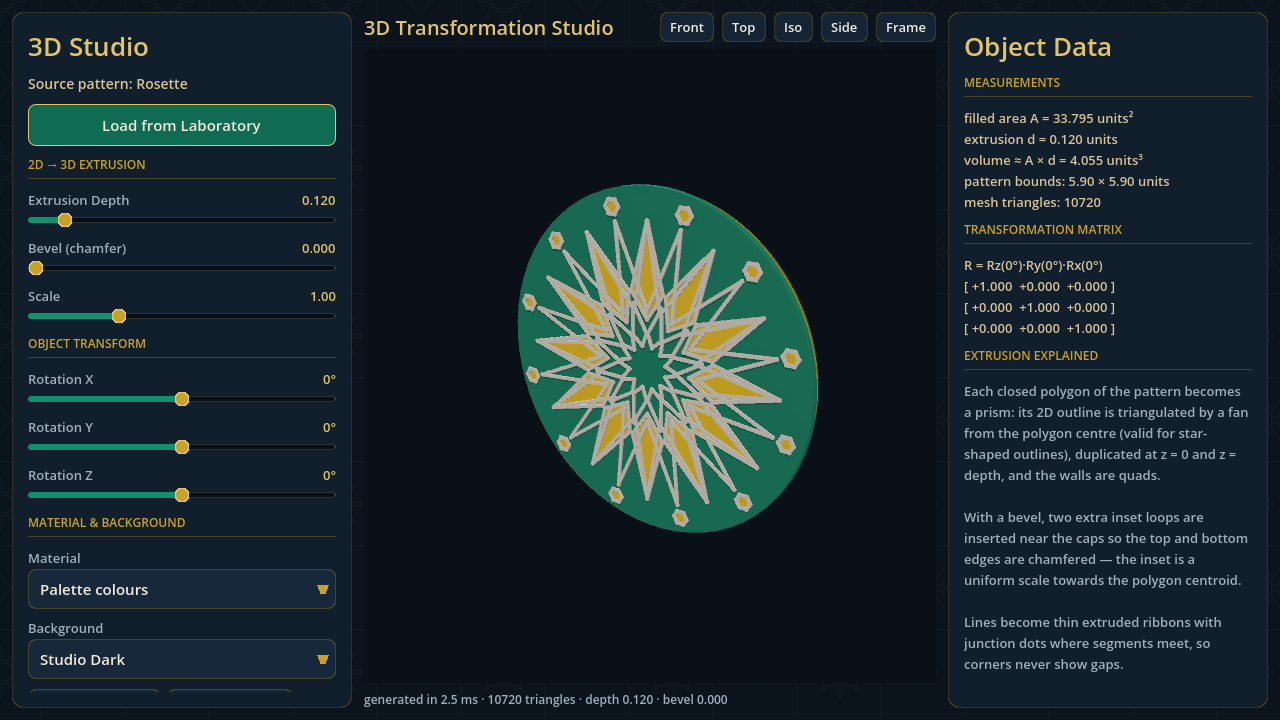 3D Studio
Source pattern: Rosette
Load from Laboratory
2D → 3D EXTRUSION
Extrusion Depth 0.120
Bevel (chamfer) 0.000
Scale 1.00
OBJECT TRANSFORM
Rotation X 0°
Rotation Y 0°
Rotation Z 0°
MATERIAL & BACKGROUND
Material
Palette colours
Background
Studio Dark
3D Transformation Studio
Front Top Iso Side Frame
generated in 2.5 ms · 10720 triangles · depth 0.120 · bevel 0.000
Object Data
MEASUREMENTS
filled area A = 33.795 units²
extrusion d = 0.120 units
volume ≈ A × d = 4.055 units³
pattern bounds: 5.90 × 5.90 units
mesh triangles: 10720
TRANSFORMATION MATRIX
R = Rz(0°)·Ry(0°)·Rx(0°)
[ +1.000 +0.000 +0.000 ]
[ +0.000 +1.000 +0.000 ]
[ +0.000 +0.000 +1.000 ]
EXTRUSION EXPLAINED
Each closed polygon of the pattern becomes
a prism: its 2D outline is triangulated by a fan
from the polygon centre (valid for star-
shaped outlines), duplicated at z = 0 and z =
depth, and the walls are quads.
With a bevel, two extra inset loops are
inserted near the caps so the top and bottom
edges are chamfered — the inset is a
uniform scale towards the polygon centroid.
Lines become thin extruded ribbons with
junction dots where segments meet, so
corners never show gaps.